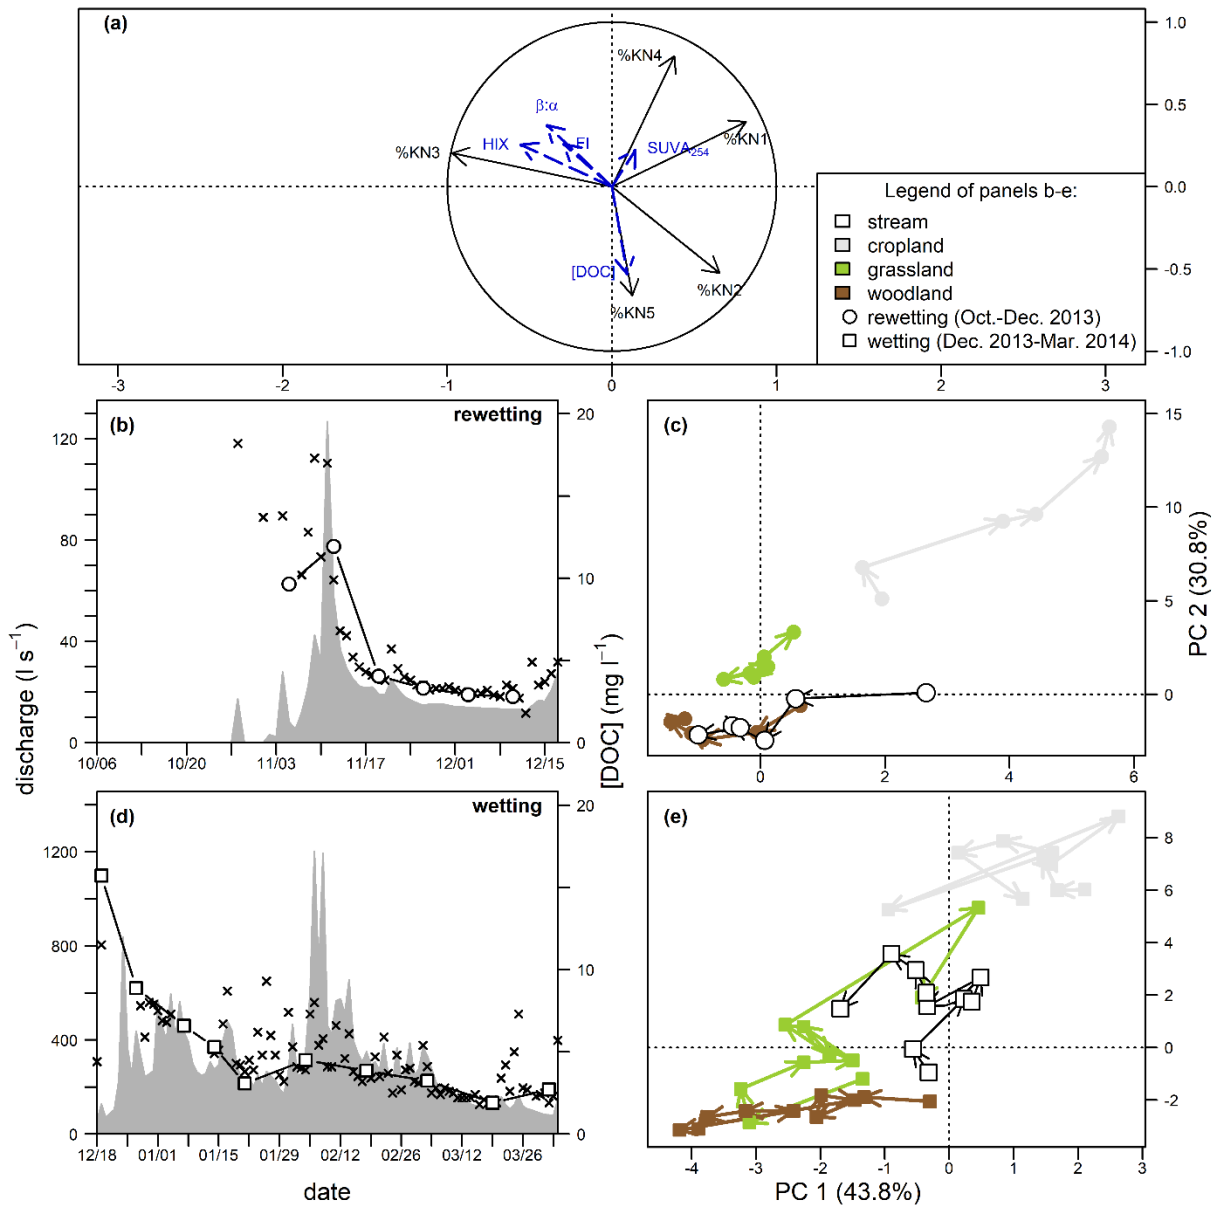 (a)
%KN4
β:α
HIX
FI
SUVA254
%KN1
%KN3
[DOC]
%KN5
%KN2
1.0
0.5
0.0
-0.5
-1.0
-3 -2 -1 0 1 2 3
Legend of panels b-e:
stream
cropland
grassland
woodland
rewetting (Oct.-Dec. 2013)
wetting (Dec. 2013-Mar. 2014)
(b) rewetting
120
80
40
0
20
10
0
10/06 10/20 11/03 11/17 12/01 12/15
discharge (l s−1)
[DOC] (mg l−1)
(c)
15
10
5
0
0 2 4 6
PC 2 (30.8%)
(d) wetting
1200
800
400
0
20
10
0
12/18 01/01 01/15 01/29 02/12 02/26 03/12 03/26
date
(e)
8
6
4
2
0
-2
-4 -3 -2 -1 0 1 2 3
PC 1 (43.8%)